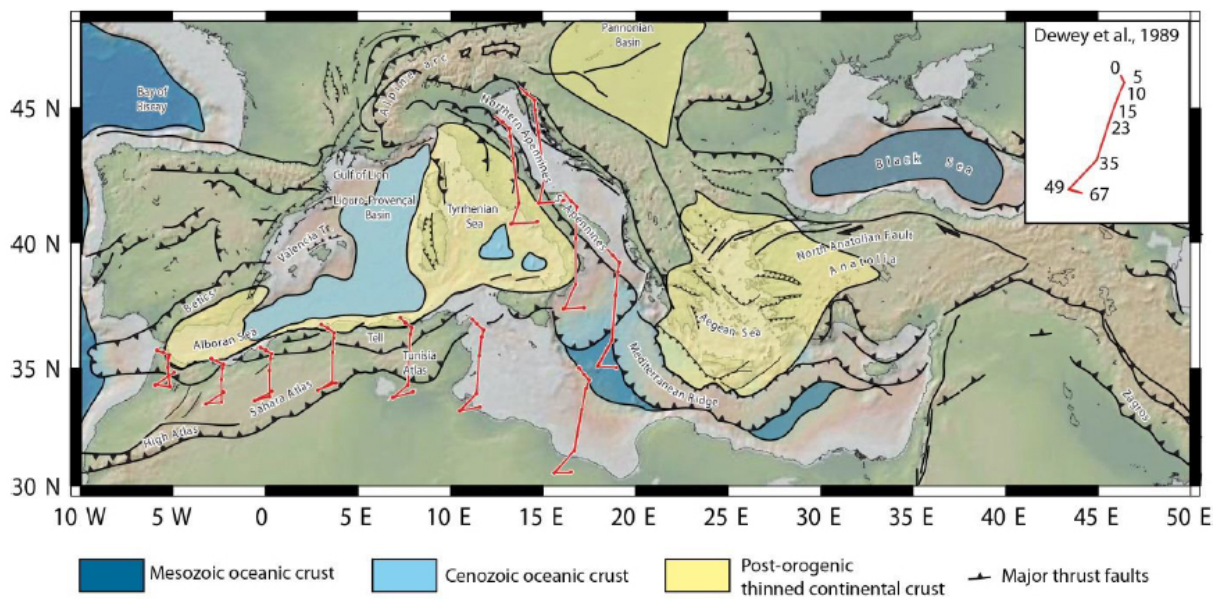 Pannonian
Basin
Dewey et al., 1989
0
5
10
15
23
35
49
67
45 N
Bay of
Biscay
Alpine arc
Northern Apennines
Black Sea
Gulf of Lion
Liguro-Provençal
Basin
Tyrrhenian
Sea
S. Apennines
40 N
Valencia Tr.
North Anatolian Fault
Anatolia
Betics
Alboran Sea
Tell
Tunisia
Atlas
Aegean Sea
35 N
Sahara Atlas
Mediterranean Ridge
High Atlas
Zagros
30 N
10 W
5 W
0
5 E
10 E
15 E
20 E
25 E
30 E
35 E
40 E
45 E
50 E
Mesozoic oceanic crust
Cenozoic oceanic crust
Post-orogenic
thinned continental crust
Major thrust faults